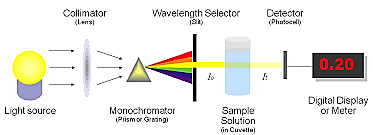 Collimator
(Lens)
Wavelength Selector
(Slit)
Detector
(Photocell)
I0
It
0.20
Light source
Monochromator
(Prism or Grating)
Sample
Solution
(in Cuvette)
Digital Display
or Meter